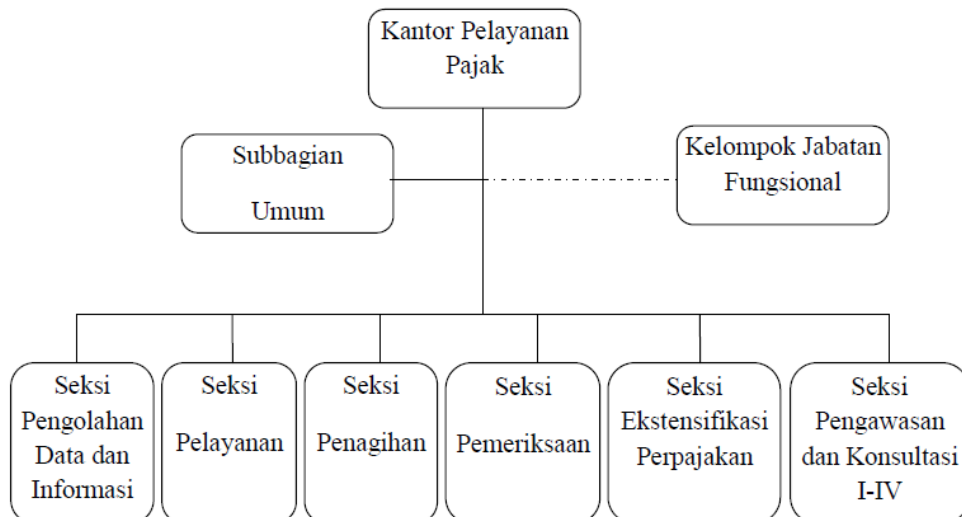 Kantor Pelayanan
Pajak
Subbagian
Umum
Kelompok Jabatan
Fungsional
Seksi
Pengolahan
Data dan
Informasi
Seksi
Pelayanan
Seksi
Penagihan
Seksi
Pemeriksaan
Seksi
Ekstensifikasi
Perpajakan
Seksi
Pengawasan
dan Konsultasi
I-IV